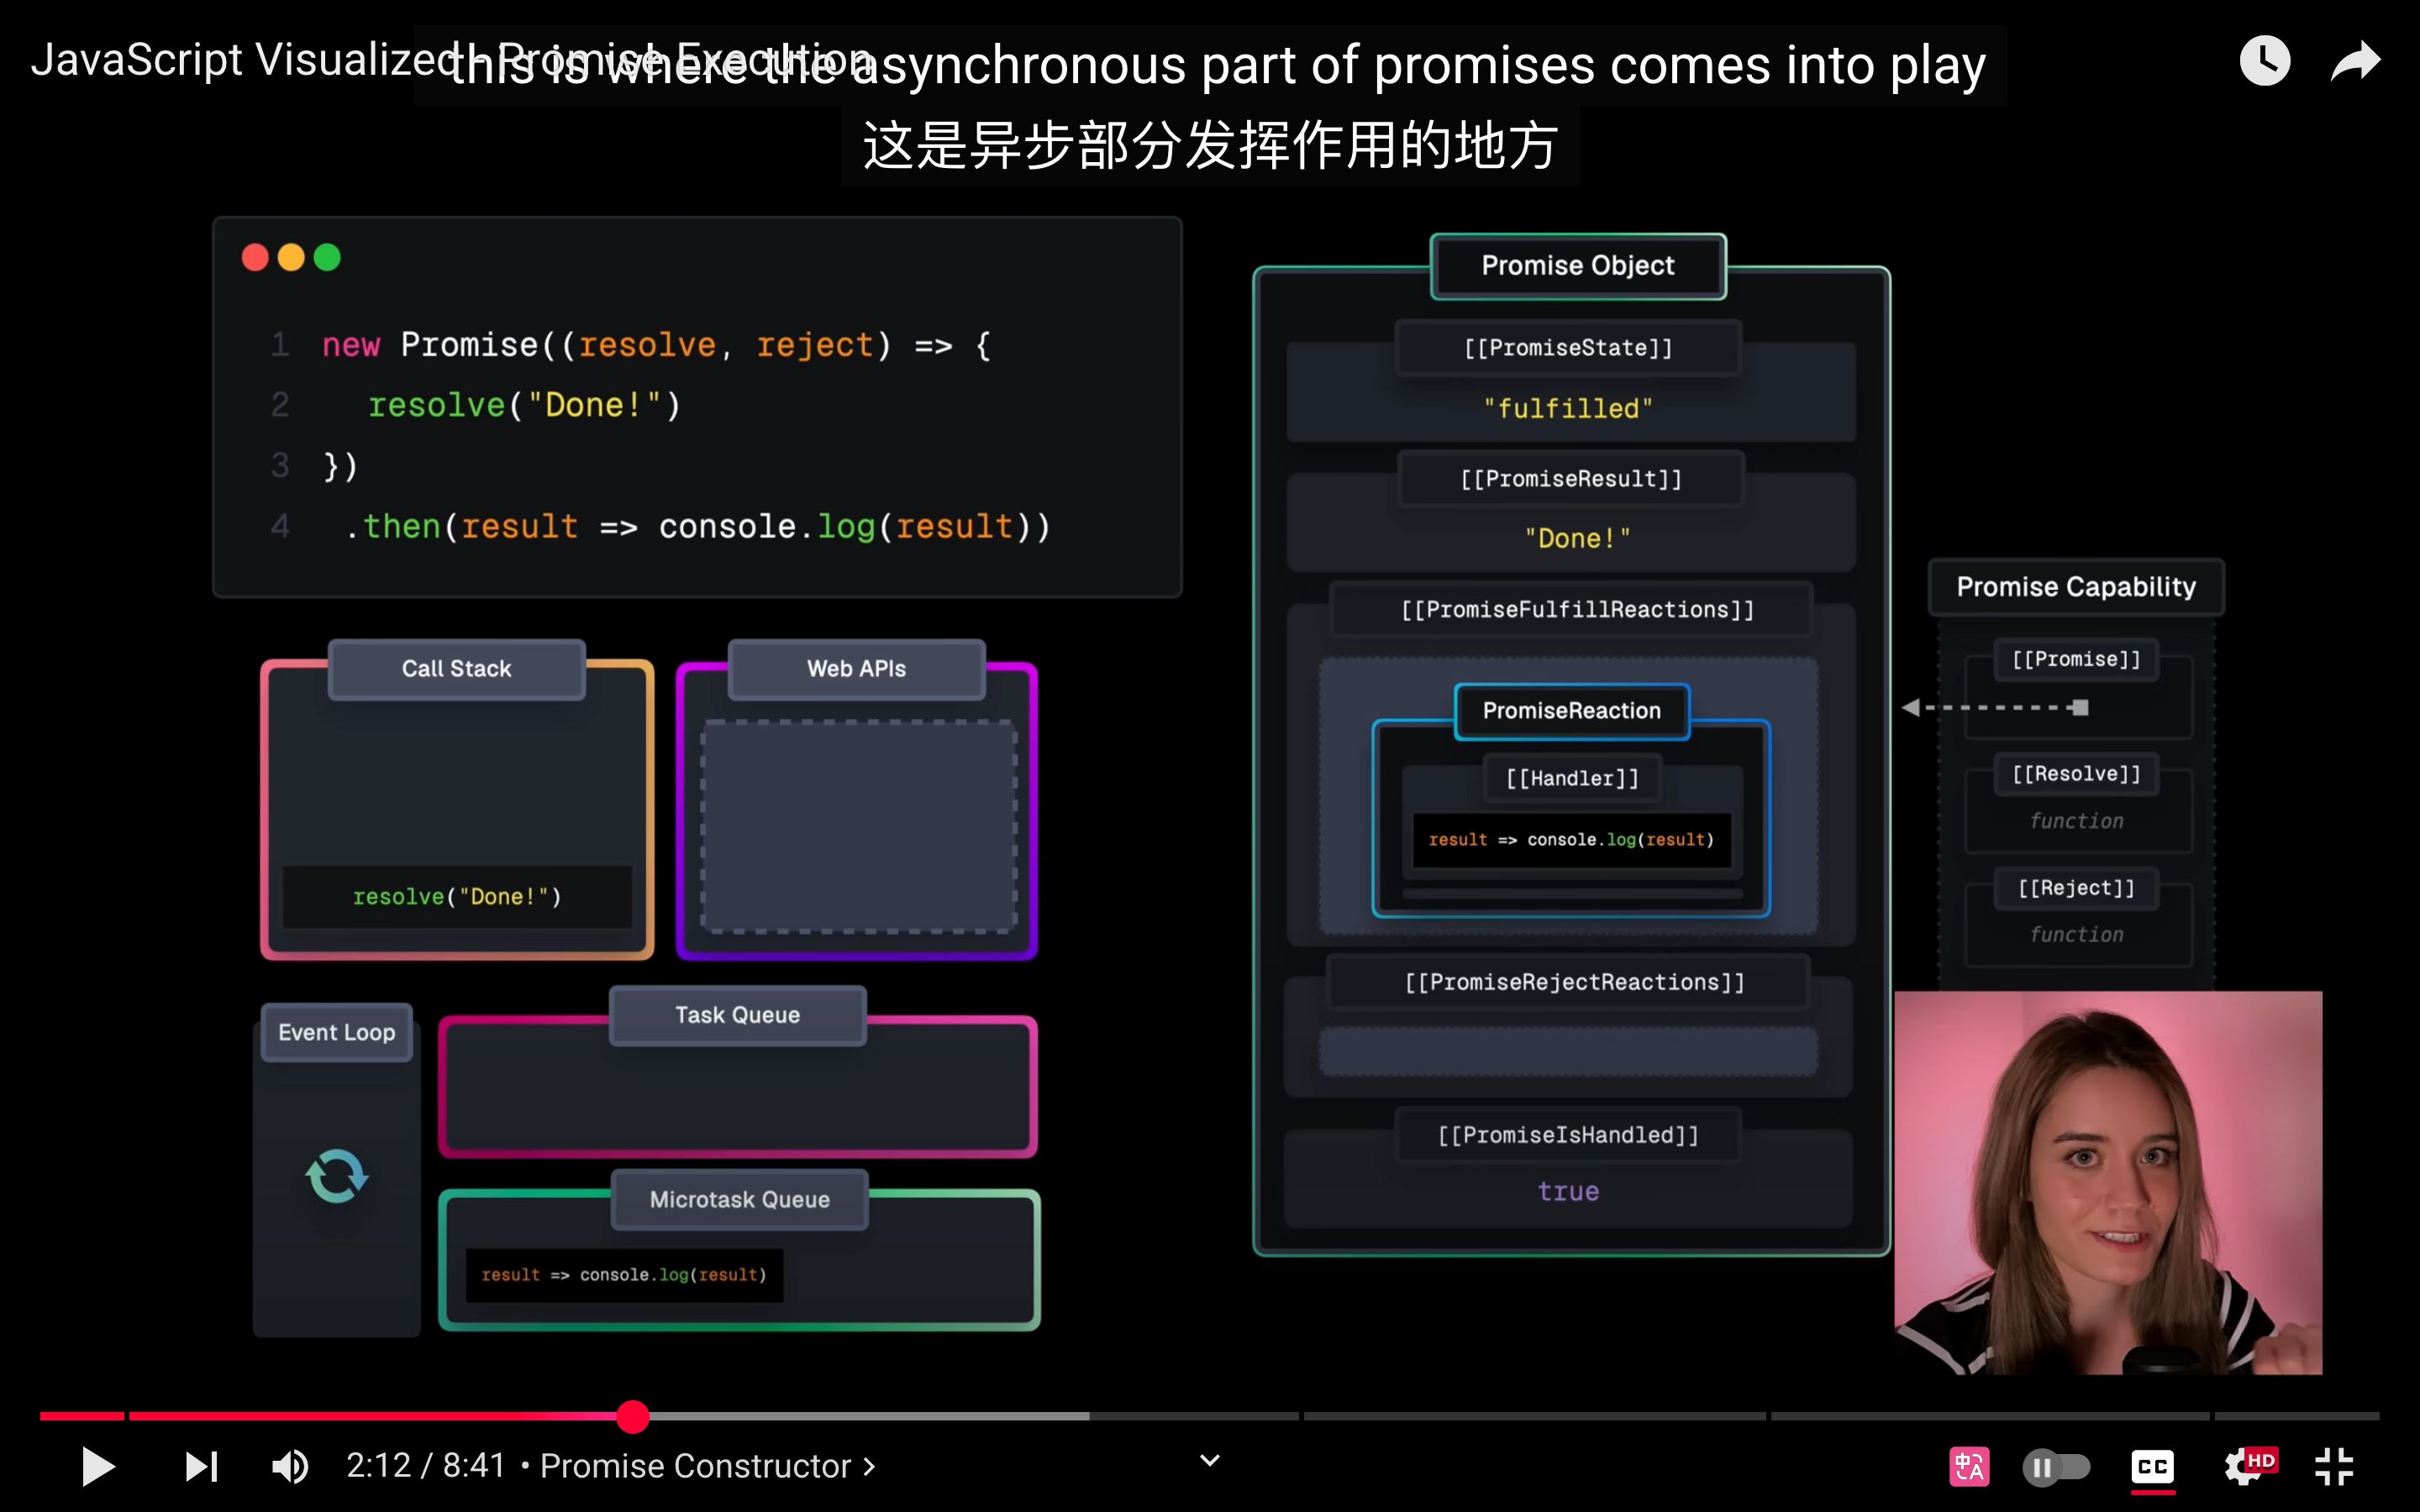 JavaScript Visualized - Promise Execution
this is where the asynchronous part of promises comes into play
这是异步部分发挥作用的地方
1 new Promise((resolve, reject) => {
2 resolve("Done!")
3 })
4 .then(result => console.log(result))
Call Stack
resolve("Done!")
Web APIs
Event Loop
Task Queue
Microtask Queue
result => console.log(result)
Promise Object
[[PromiseState]]
"fulfilled"
[[PromiseResult]]
"Done!"
[[PromiseFulfillReactions]]
PromiseReaction
[[Handler]]
result => console.log(result)
[[PromiseRejectReactions]]
[[PromiseIsHandled]]
true
Promise Capability
[[Promise]]
[[Resolve]]
function
[[Reject]]
function
2:12 / 8:41 • Promise Constructor >
中A
CC
HD